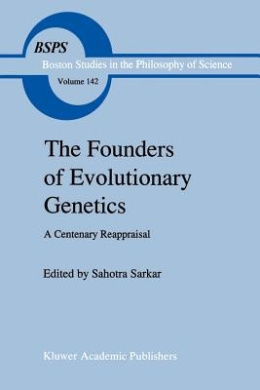 BSPS
Boston Studies in the Philosophy of Science
Volume 142
The Founders
of Evolutionary
Genetics
A Centenary Reappraisal
Edited by Sahotra Sarkar
Kluwer Academic Publishers